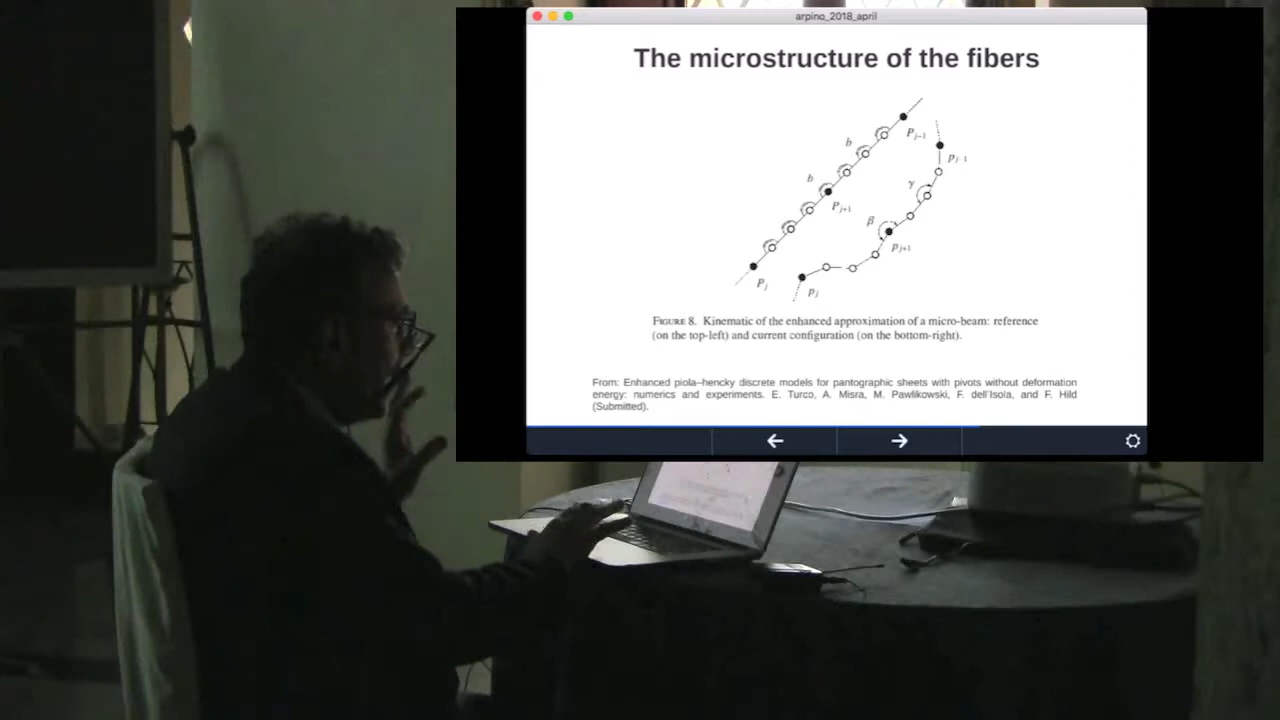 arpino_2018_april
The microstructure of the fibers
P_{j-1}
b
p_{j-1}
b
γ
P_{j+1}
β
p_{j+1}
P_j
p_j
FIGURE 8. Kinematic of the enhanced approximation of a micro-beam: reference
(on the top-left) and current configuration (on the bottom-right).
From: Enhanced piola–hencky discrete models for pantographic sheets with pivots without deformation
energy: numerics and experiments. E. Turco, A. Misra, M. Pawlikowski, F. dell'Isola, and F. Hild
(Submitted).